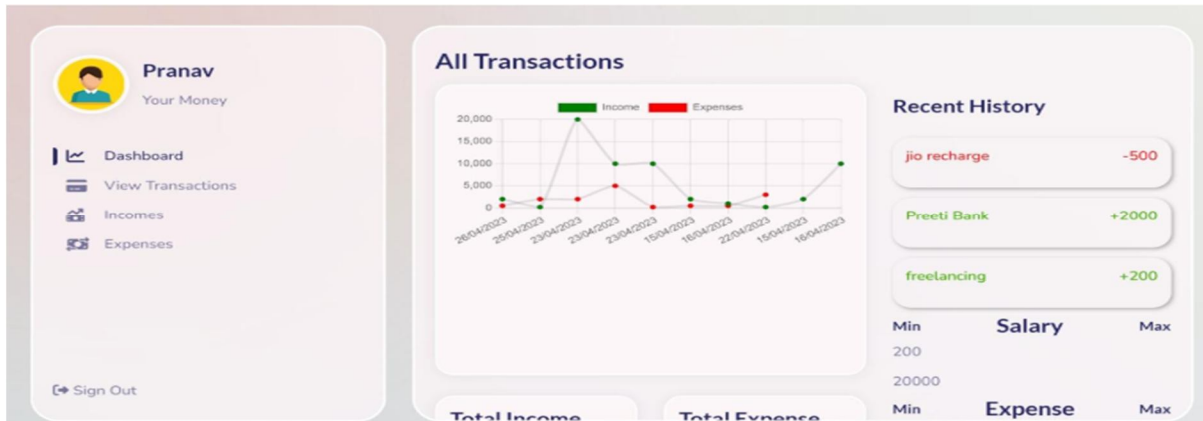 Pranav
Your Money
Dashboard
View Transactions
Incomes
Expenses
Sign Out
All Transactions
Income Expenses
20,000
15,000
10,000
5,000
0
26/04/2023 25/04/2023 23/04/2023 23/04/2023 23/04/2023 15/04/2023 16/04/2023 22/04/2023 15/04/2023 16/04/2023
Recent History
jio recharge -500
Preeti Bank +2000
freelancing +200
Min Salary Max
200
20000
Min Expense Max
Total Income
Total Expense